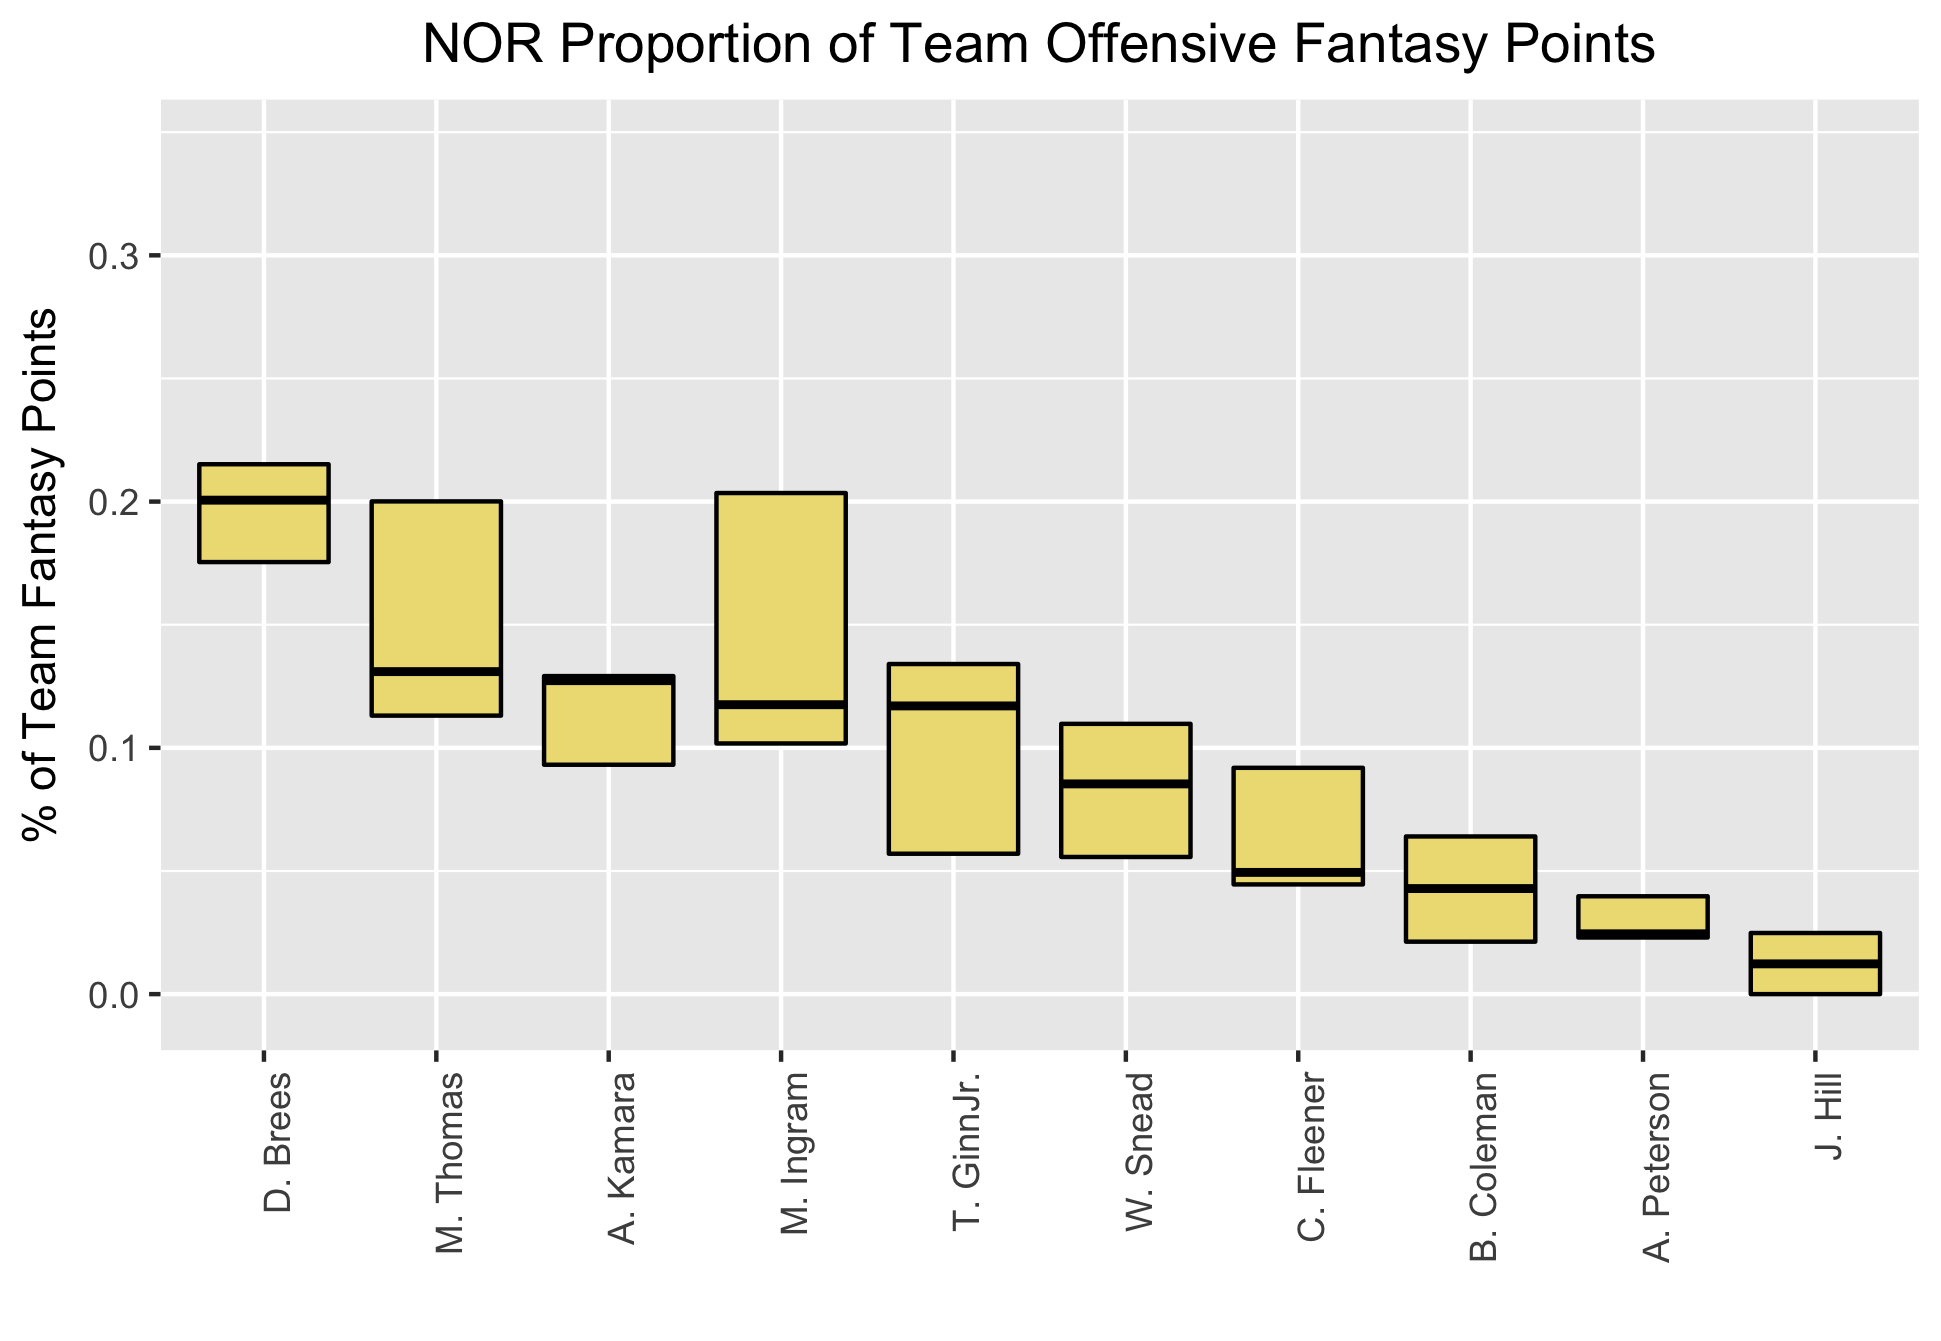 NOR Proportion of Team Offensive Fantasy Points
% of Team Fantasy Points
0.3
0.2
0.1
0.0
D. Brees
M. Thomas
A. Kamara
M. Ingram
T. GinnJr.
W. Snead
C. Fleener
B. Coleman
A. Peterson
J. Hill